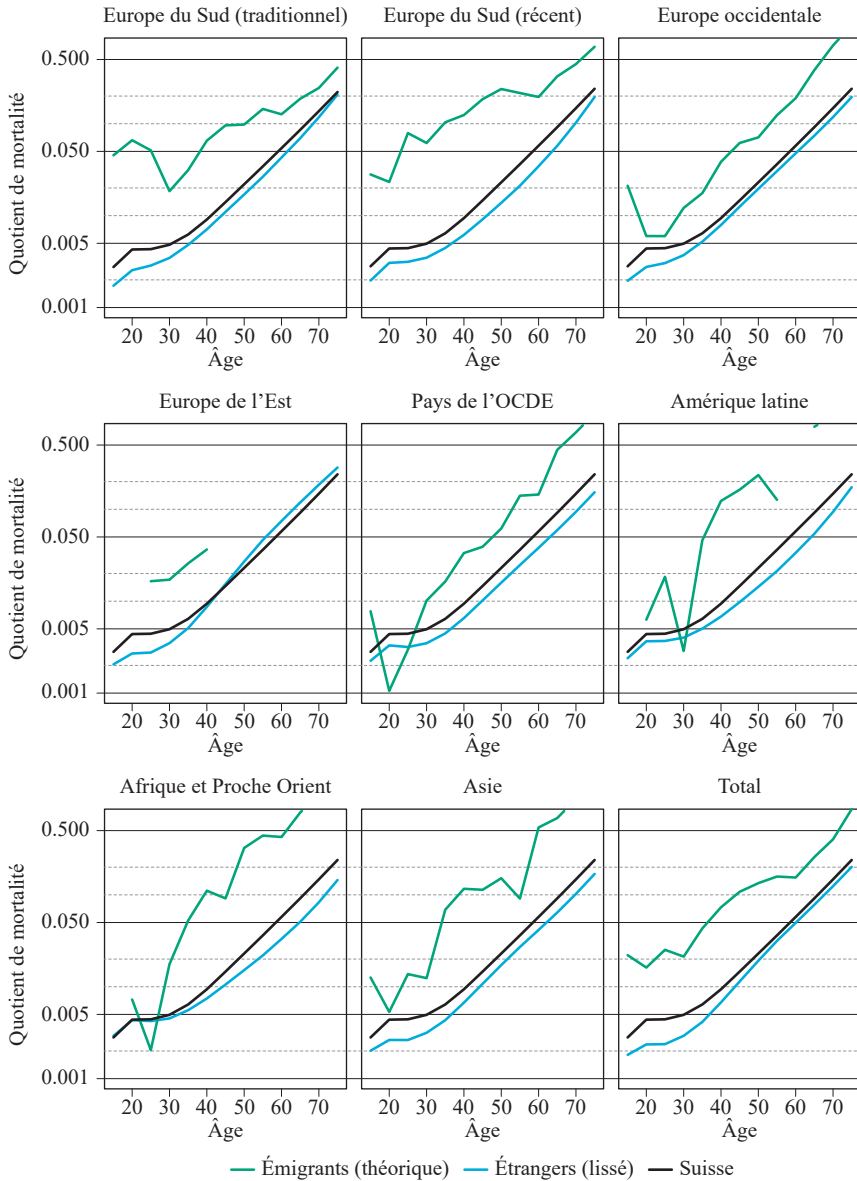 Europe du Sud (traditionnel) Europe du Sud (récent) Europe occidentale
Quotient de mortalité
0.500
0.050
0.005
0.001
20 30 40 50 60 70 20 30 40 50 60 70 20 30 40 50 60 70
Âge Âge Âge
Europe de l’Est Pays de l’OCDE Amérique latine
Quotient de mortalité
0.500
0.050
0.005
0.001
20 30 40 50 60 70 20 30 40 50 60 70 20 30 40 50 60 70
Âge Âge Âge
Afrique et Proche Orient Asie Total
Quotient de mortalité
0.500
0.050
0.005
0.001
20 30 40 50 60 70 20 30 40 50 60 70 20 30 40 50 60 70
Âge Âge Âge
Émigrants (théorique) Étrangers (lissé) Suisse